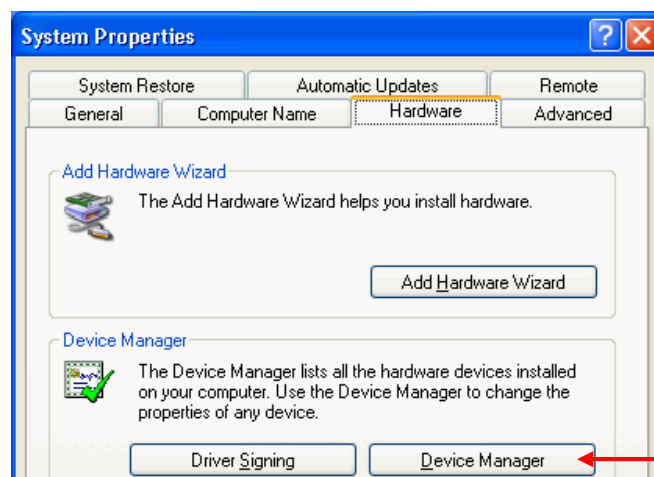 System Properties
System Restore Automatic Updates Remote
General Computer Name Hardware Advanced
Add Hardware Wizard
The Add Hardware Wizard helps you install hardware.
Add Hardware Wizard
Device Manager
The Device Manager lists all the hardware devices installed
on your computer. Use the Device Manager to change the
properties of any device.
Driver Signing Device Manager